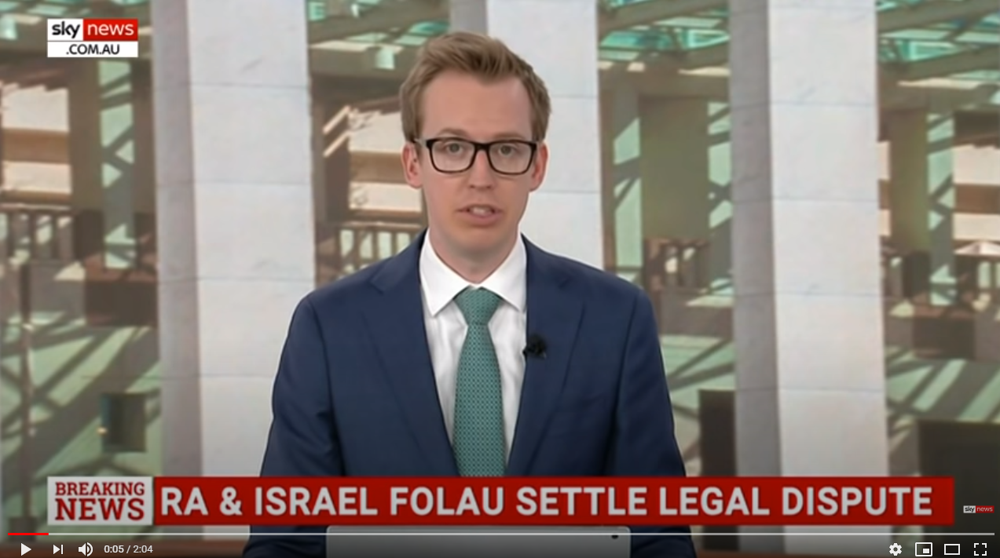 sky news
.COM.AU
BREAKING
NEWS
RA & ISRAEL FOLAU SETTLE LEGAL DISPUTE
sky news
0:05 / 2:04